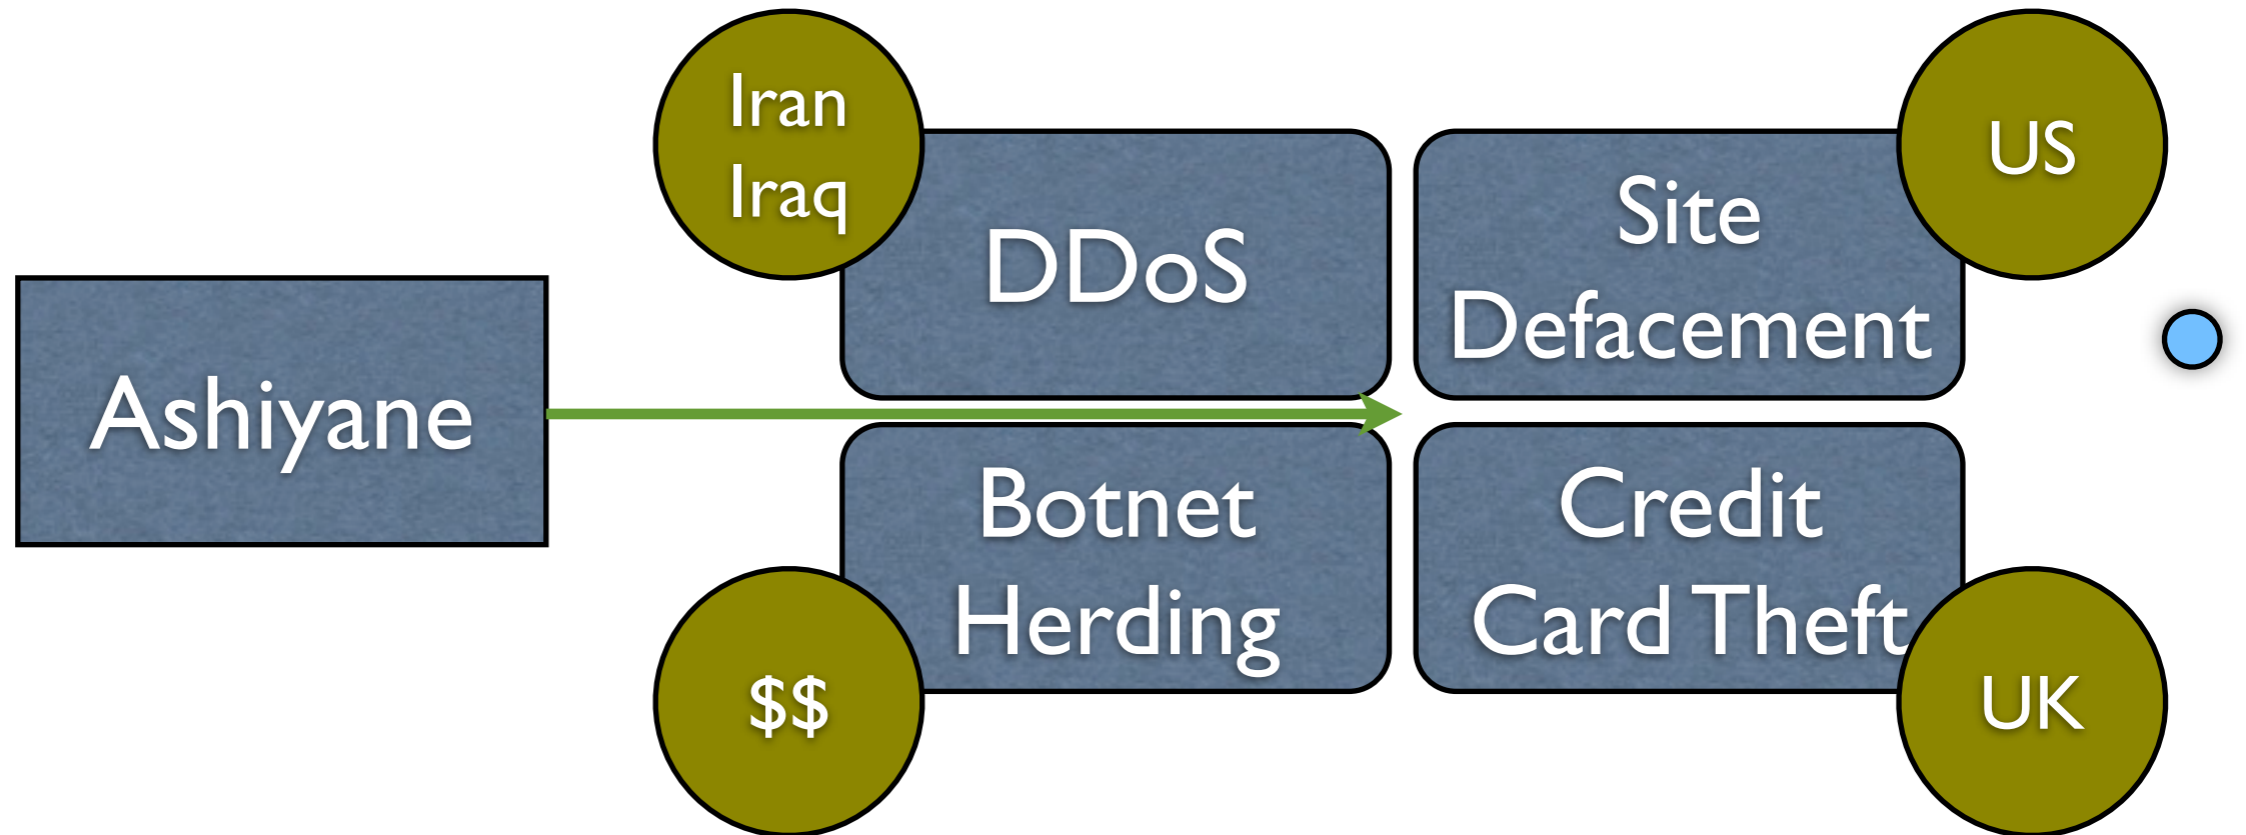 Ashiyane
Iran
Iraq
DDoS
Site
Defacement
US
Botnet
Herding
$$
Credit
Card Theft
UK